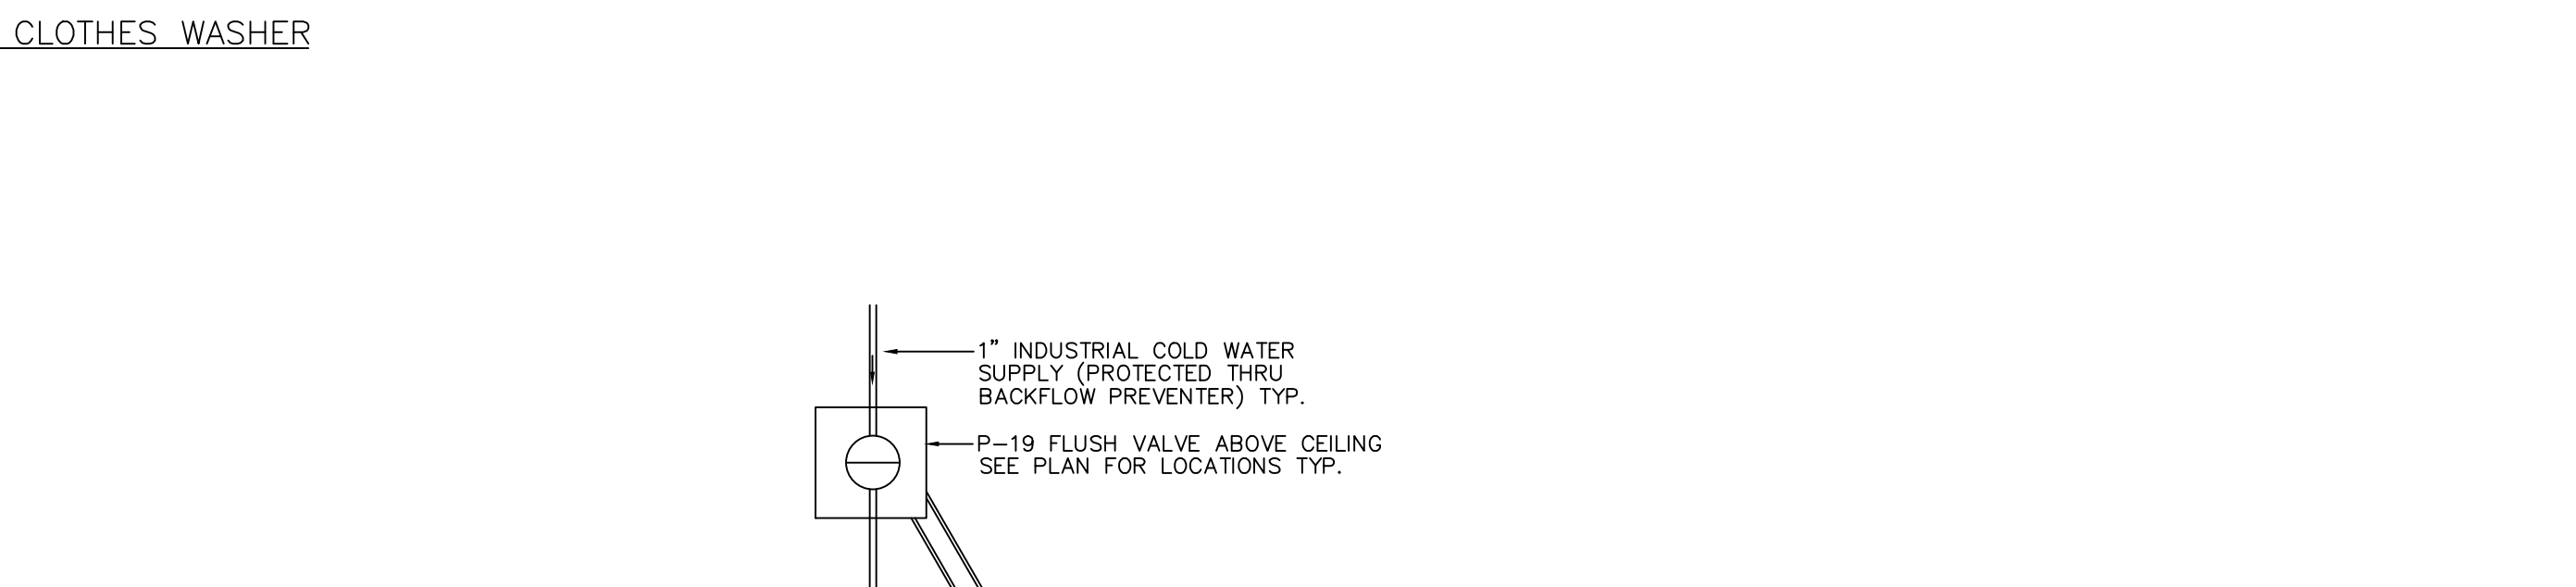 CLOTHES WASHER
1" INDUSTRIAL COLD WATER
SUPPLY (PROTECTED THRU
BACKFLOW PREVENTER) TYP.
P-19 FLUSH VALVE ABOVE CEILING
SEE PLAN FOR LOCATIONS TYP.